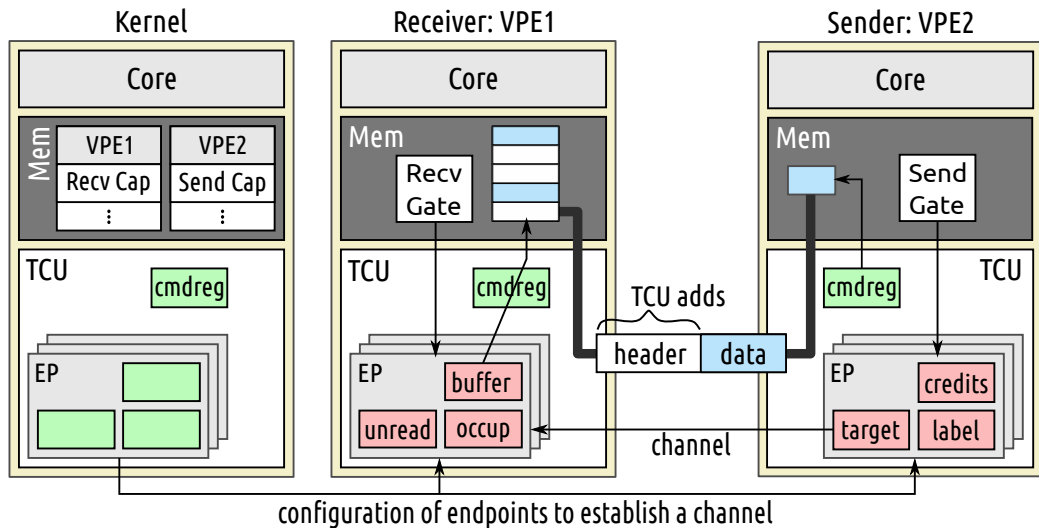 Kernel
Receiver: VPE1
Sender: VPE2
Core
Core
Core
Mem
VPE1
Recv Cap
⋮
VPE2
Send Cap
⋮
Mem
Recv
Gate
Mem
Send
Gate
TCU
cmdreg
TCU
cmdreg
TCU adds
header
data
cmdreg
TCU
EP
EP
buffer
unread
occup
EP
credits
target
label
channel
configuration of endpoints to establish a channel